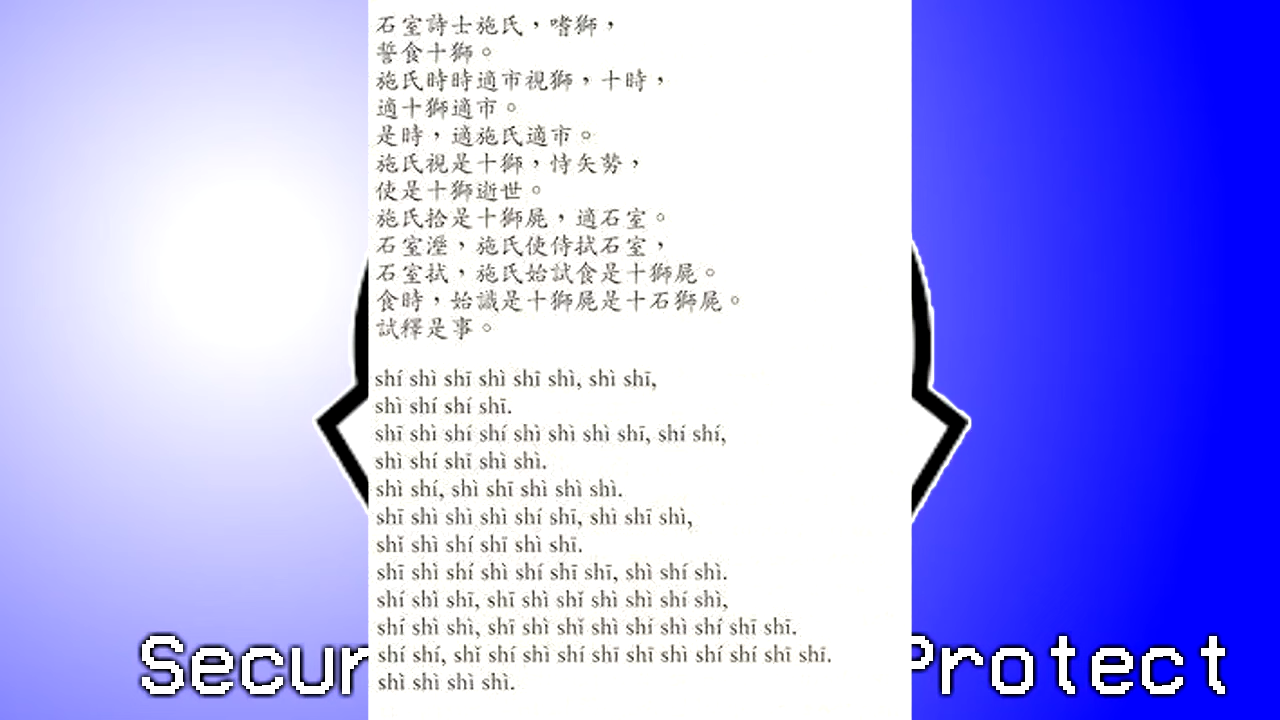 石室詩士施氏，嗜獅，
誓食十獅。
施氏時時適市視獅，十時，
適十獅適市。
是時，適施氏適市。
施氏視是十獅，恃矢勢，
使是十獅逝世。
施氏拾是十獅屍，適石室。
石室溼，施氏使侍拭石室，
石室拭，施氏始試食是十獅屍。
食時，始識是十獅屍是十石獅屍。
試釋是事。
shí shì shī shì shī shì, shì shī,
shì shí shí shī.
shī shì shí shí shì shì shì shī, shí shí,
shì shí shī shì shì.
shì shí, shì shī shì shì shì.
shī shì shì shì shí shī, shì shī shì,
shǐ shì shí shī shì shī.
shī shì shí shì shí shī shī, shì shí shì.
shí shì shī, shī shì shǐ shì shì shí shì,
shí shì shì, shī shì shǐ shì shí shì shí shī shī.
shí shí, shǐ shí shì shí shī shī shì shí shí shī shī.
shì shì shì shì.
Secur Protect